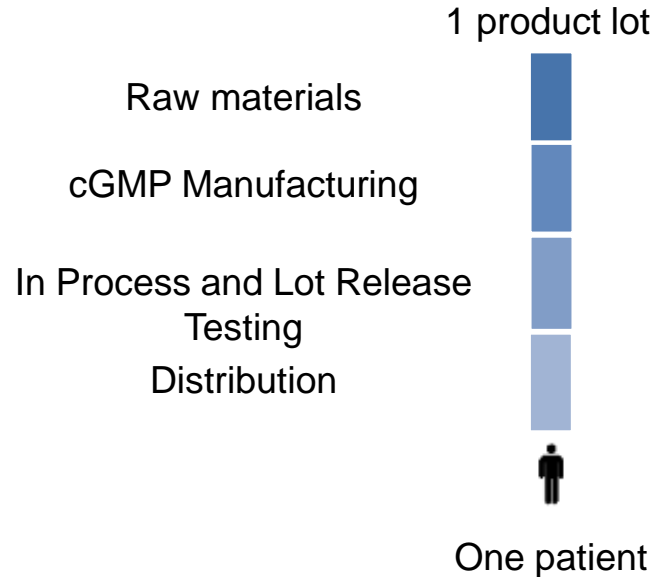 1 product lot
Raw materials
cGMP Manufacturing
In Process and Lot Release
Testing
Distribution
One patient